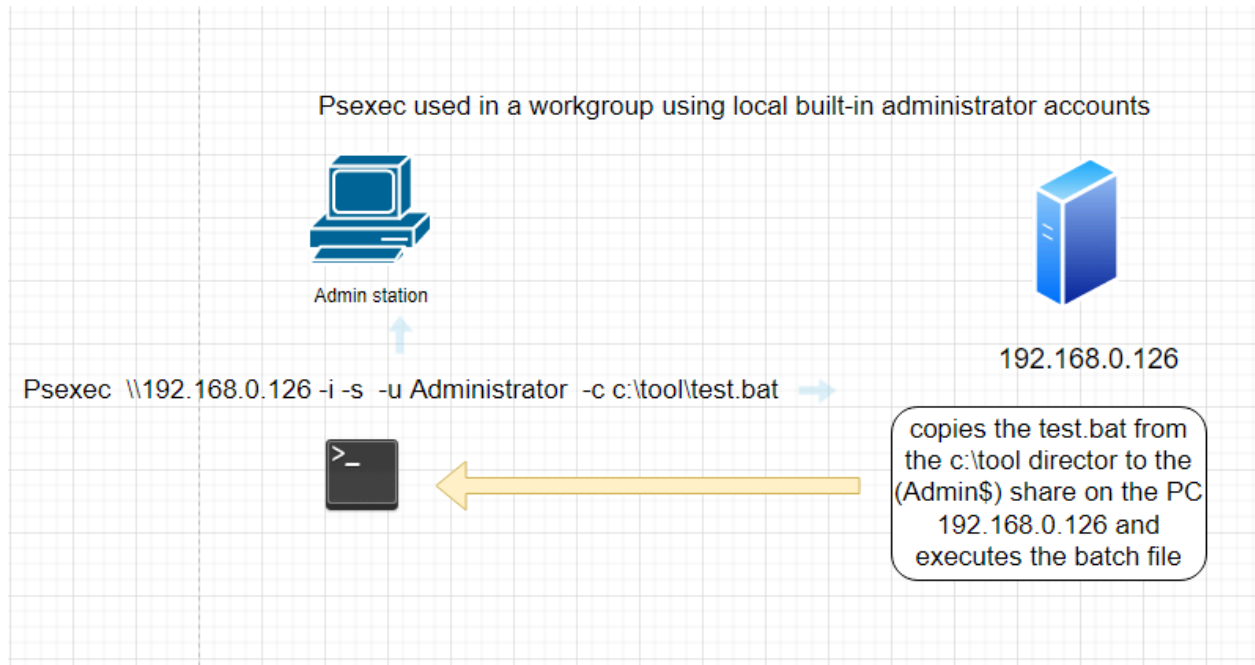 Psexec used in a workgroup using local built-in administrator accounts
Admin station
192.168.0.126
Psexec  \\192.168.0.126 -i -s  -u Administrator  -c c:\tool\test.bat
copies the test.bat from
the c:\tool director to the
(Admin$) share on the PC
192.168.0.126 and
executes the batch file
>_